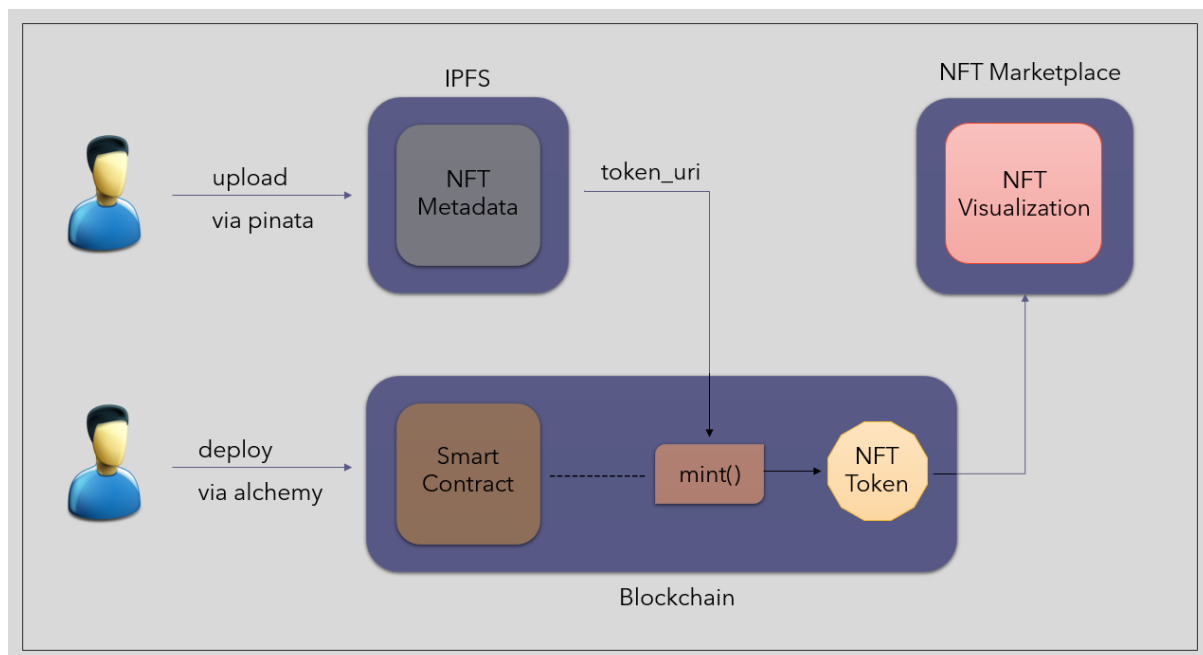 IPFS
NFT Marketplace
upload
via pinata
NFT
Metadata
token_uri
NFT
Visualization
deploy
via alchemy
Smart
Contract
mint()
NFT
Token
Blockchain